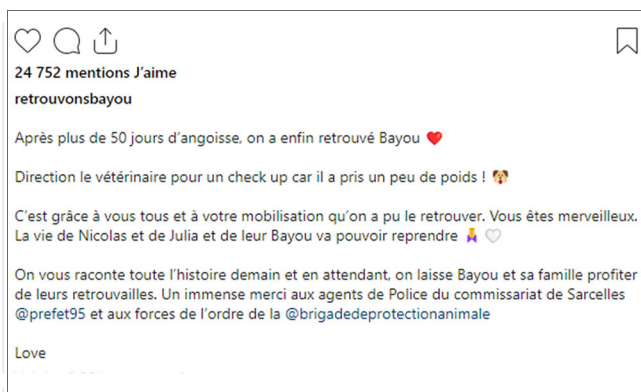 24 752 mentions J’aime
retrouvonsbayou
Après plus de 50 jours d’angoisse, on a enfin retrouvé Bayou ❤️
Direction le vétérinaire pour un check up car il a pris un peu de poids ! 🐶
C’est grâce à vous tous et à votre mobilisation qu’on a pu le retrouver. Vous êtes merveilleux.
La vie de Nicolas et de Julia et de leur Bayou va pouvoir reprendre 🙏 🤍
On vous raconte toute l’histoire demain et en attendant, on laisse Bayou et sa famille profiter
de leurs retrouvailles. Un immense merci aux agents de Police du commissariat de Sarcelles
@prefet95 et aux forces de l’ordre de la @brigadedeprotectionanimale
Love